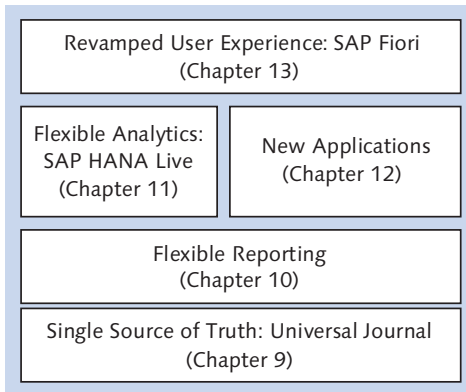 Revamped User Experience: SAP Fiori
(Chapter 13)
Flexible Analytics:
SAP HANA Live
(Chapter 11)
New Applications
(Chapter 12)
Flexible Reporting
(Chapter 10)
Single Source of Truth: Universal Journal
(Chapter 9)